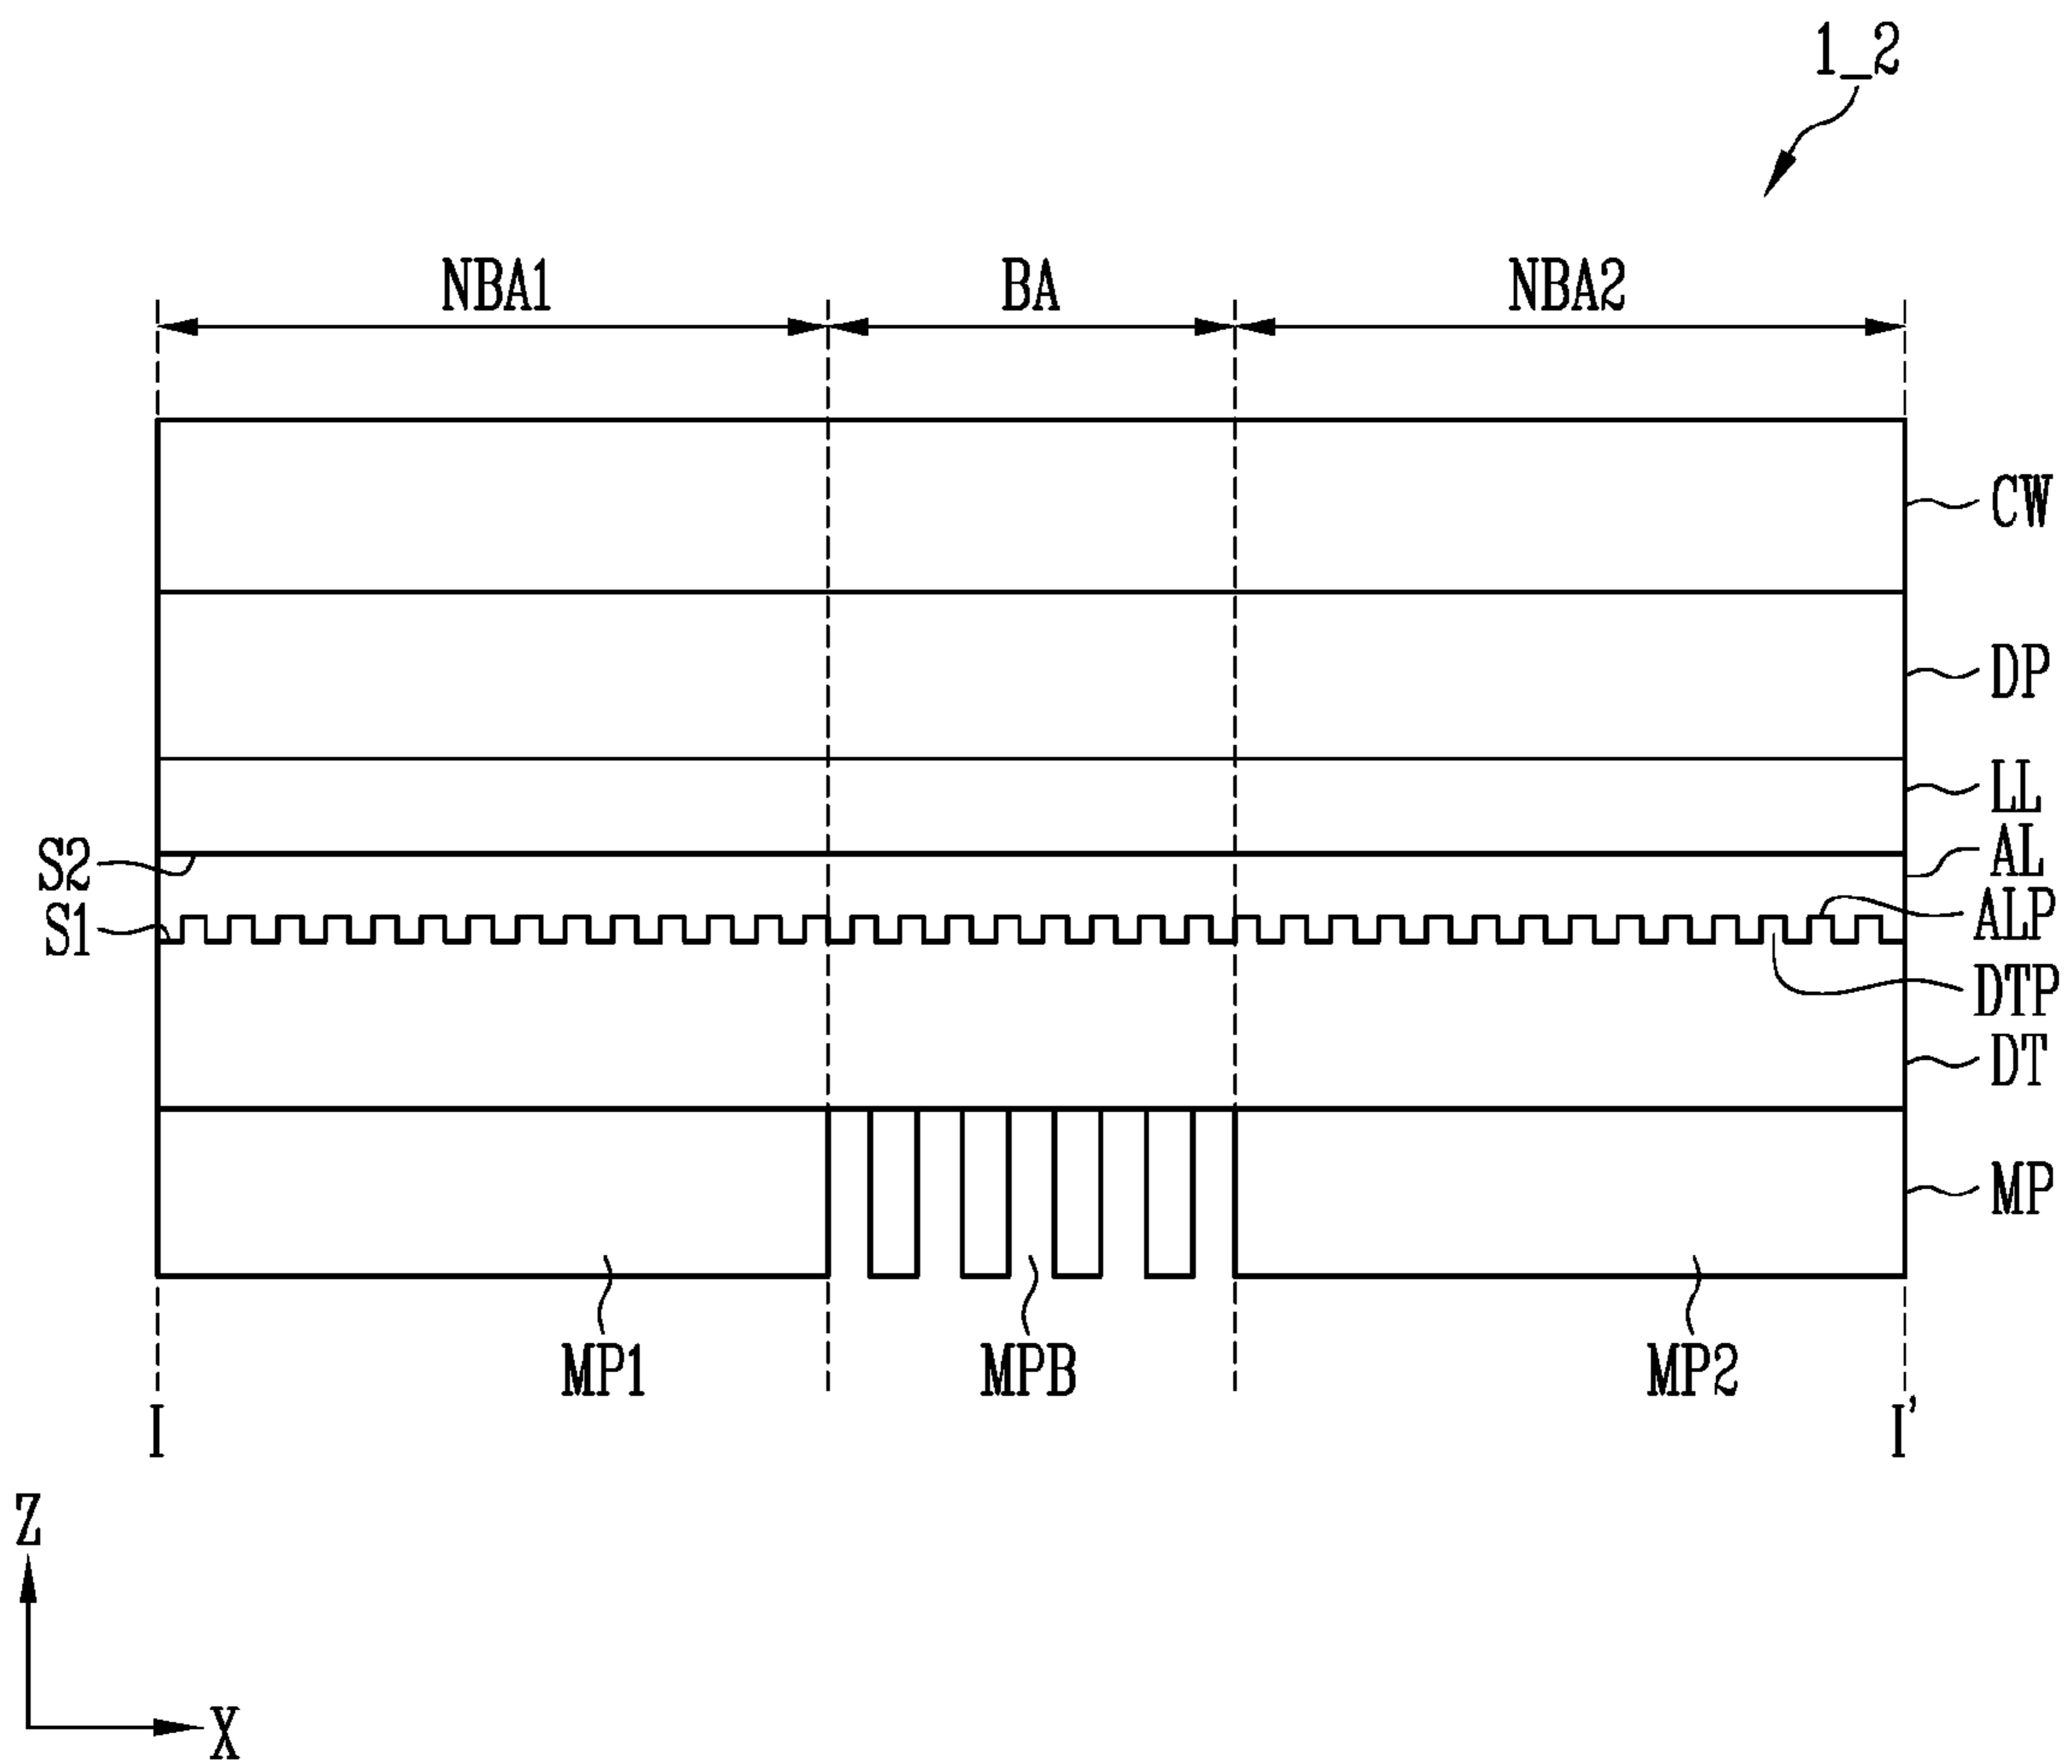 1_2
NBA1 BA NBA2
CW
DP
LL
S2 AL
S1 ALP
DTP
DT
MP
MP1 MPB MP2
I I'
Z
X